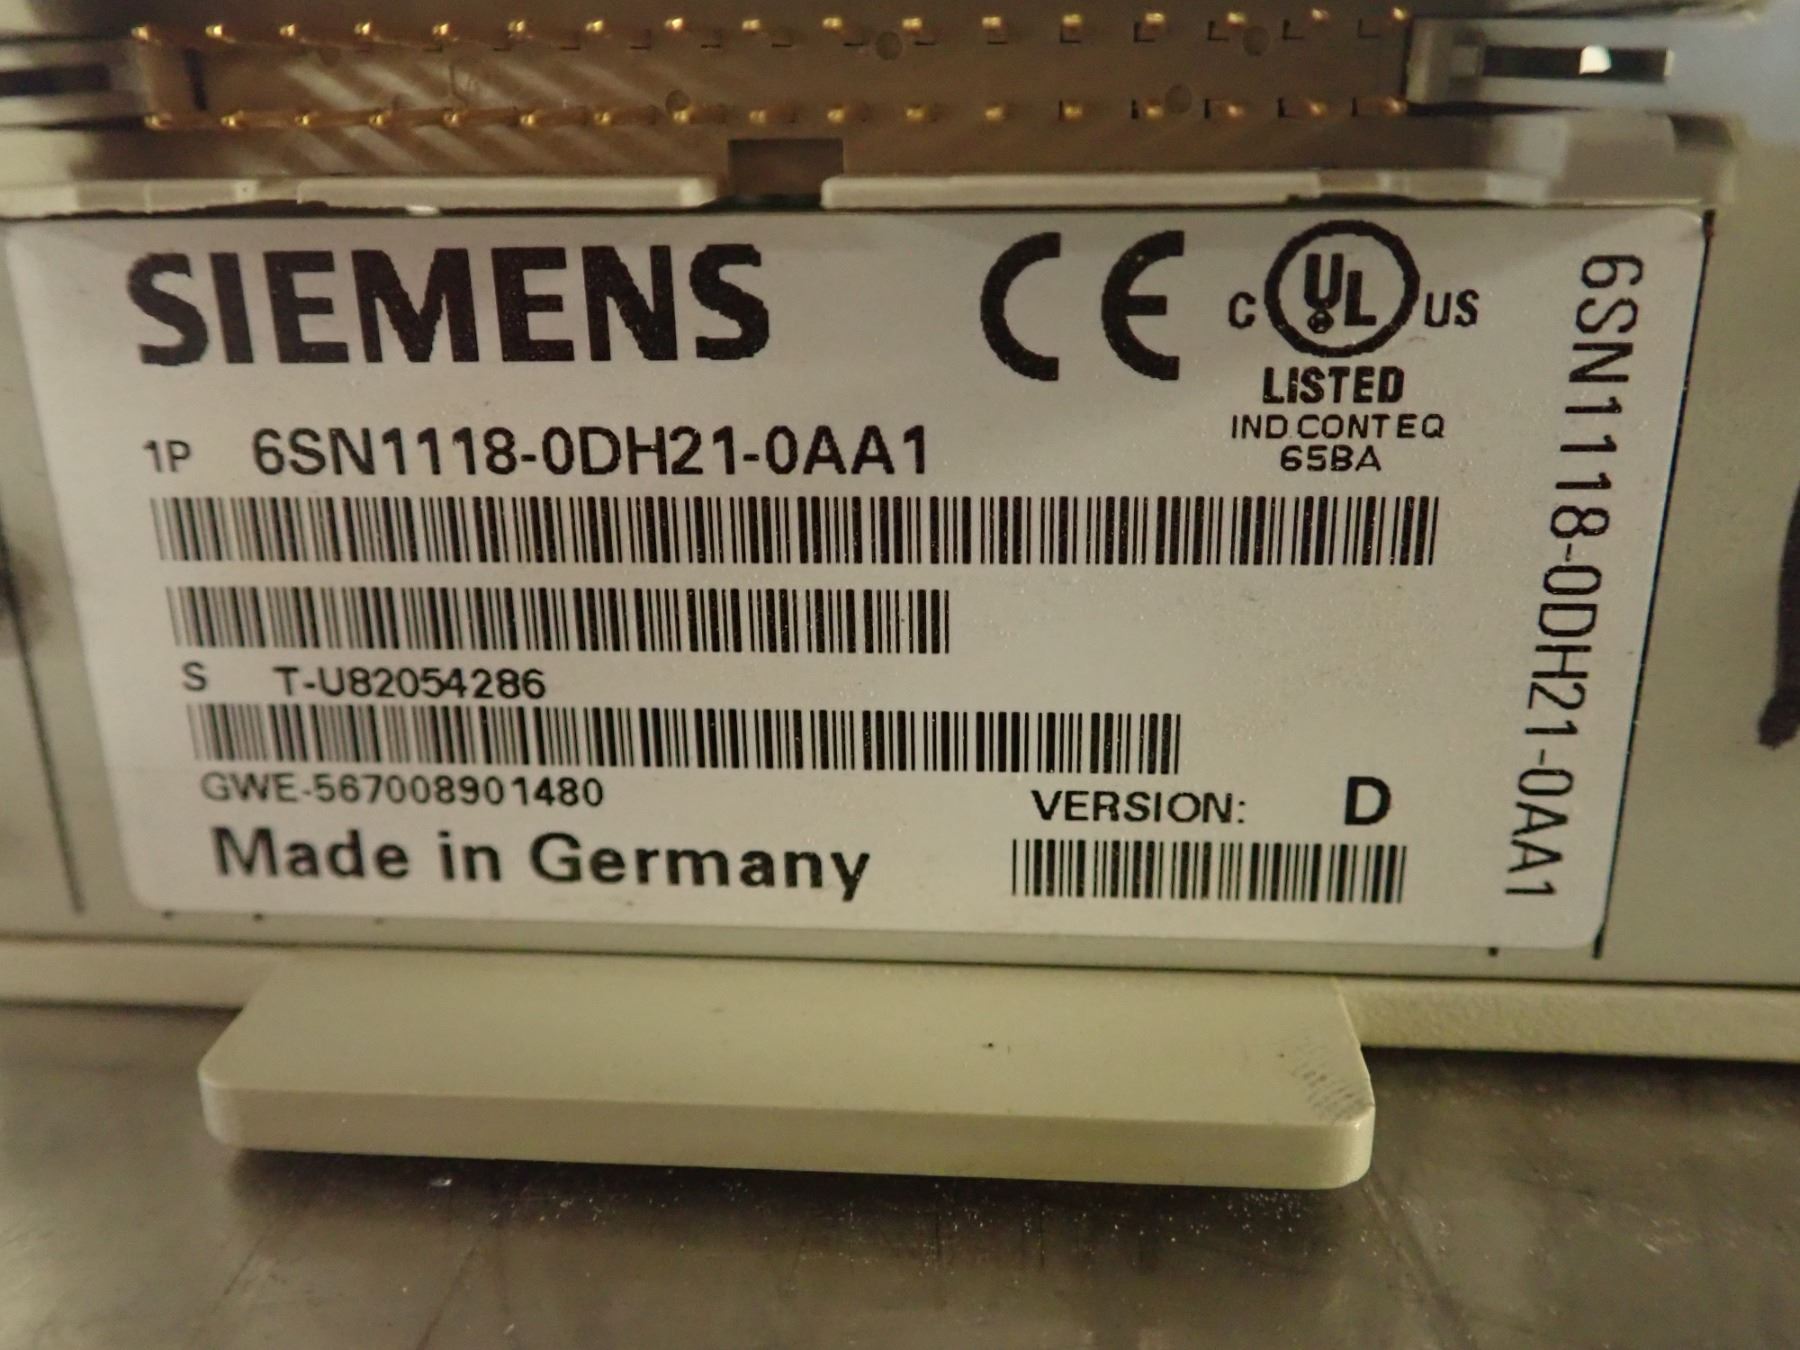 SIEMENS
CE
C UL US
LISTED
IND.CONT.EQ
65BA
1P 6SN1118-0DH21-0AA1
S T-U82054286
GWE-567008901480
VERSION: D
Made in Germany
6SN1118-0DH21-0AA1